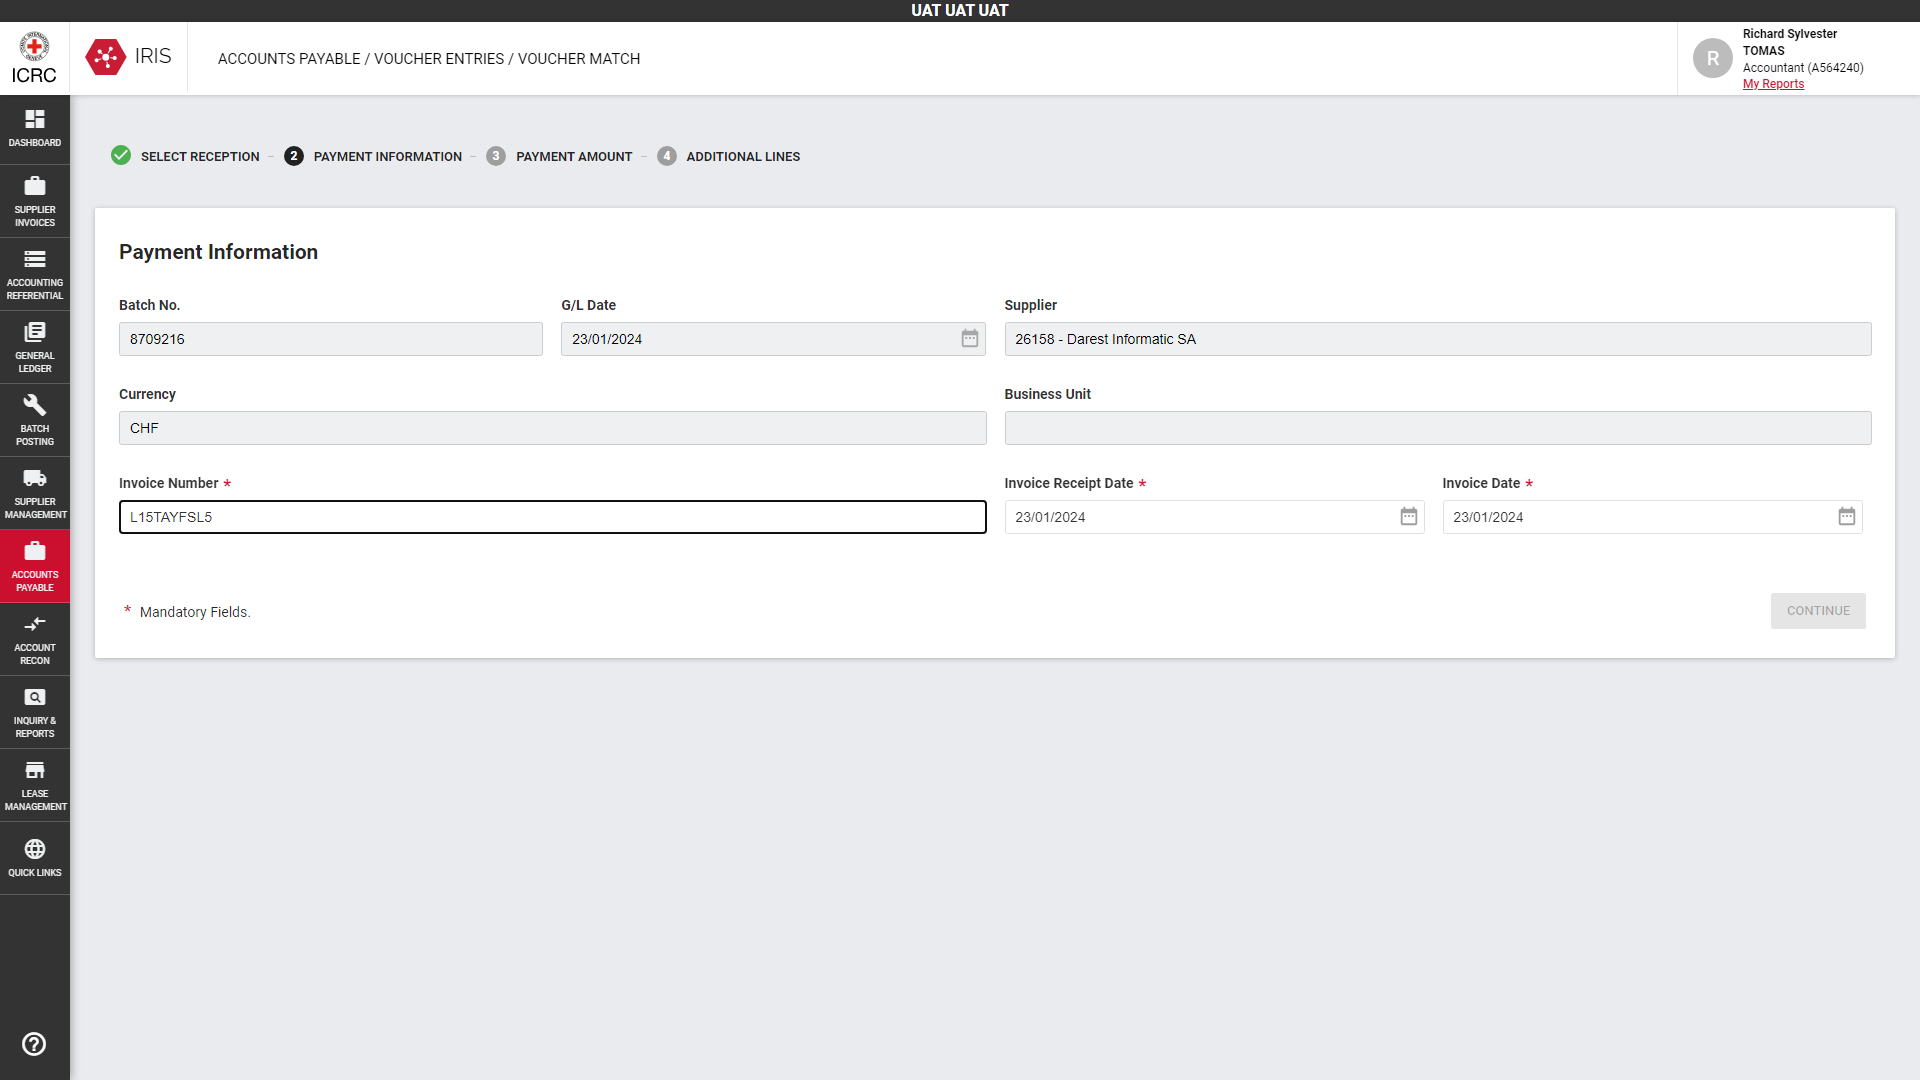 UAT UAT UAT
ICRC
IRIS
ACCOUNTS PAYABLE / VOUCHER ENTRIES / VOUCHER MATCH
R
Richard Sylvester
TOMAS
Accountant (A564240)
My Reports
DASHBOARD
SUPPLIER
INVOICES
ACCOUNTING
REFERENTIAL
GENERAL
LEDGER
BATCH
POSTING
SUPPLIER
MANAGEMENT
ACCOUNTS
PAYABLE
ACCOUNT
RECON
INQUIRY &
REPORTS
LEASE
MANAGEMENT
QUICK LINKS
SELECT RECEPTION – 2 PAYMENT INFORMATION – 3 PAYMENT AMOUNT – 4 ADDITIONAL LINES
Payment Information
Batch No.
8709216
G/L Date
23/01/2024
Supplier
26158 - Darest Informatic SA
Currency
CHF
Business Unit
Invoice Number *
L15TAYFSL5
Invoice Receipt Date *
23/01/2024
Invoice Date *
23/01/2024
* Mandatory Fields.
CONTINUE